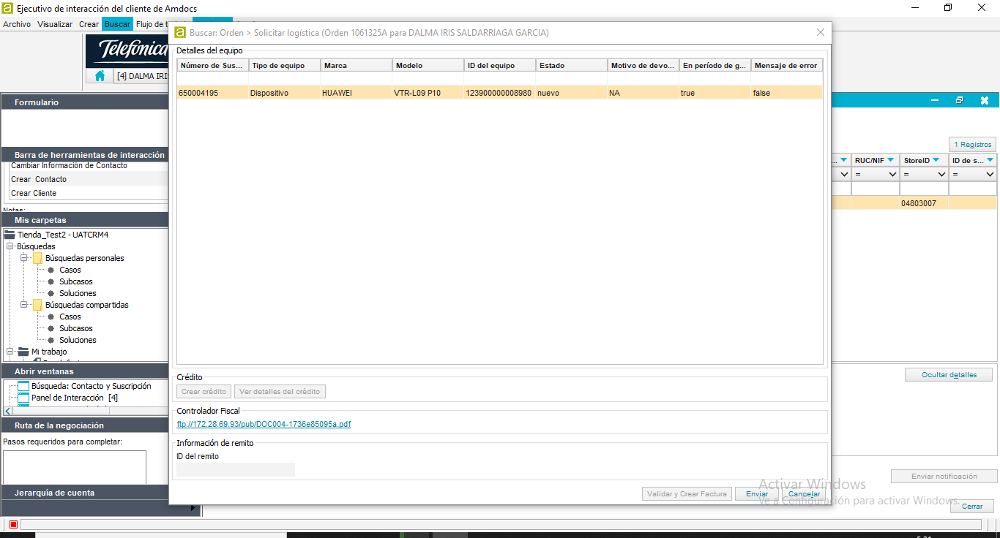 Ejecutivo de interacción del cliente de Amdocs
Archivo Visualizar Crear Buscar Flujo de
Buscar: Orden > Solicitar logística (Orden 1061325A para DALMA IRIS SALDARRIAGA GARCIA)
Telefónica
[4] DALMA IRIS
Detalles del equipo
Número de Sus... Tipo de equipo Marca Modelo ID del equipo Estado Motivo de devo... En período de g... Mensaje de error
650004195 Dispositivo HUAWEI VTR-L09 P10 123900000008980 nuevo NA true false
Formulario
Barra de herramientas de interacción
Cambiar Información de Contacto
Crear Contacto
Crear Cliente
Notas:
Mis carpetas
Tienda_Test2 - UATCRM4
Búsquedas
Búsquedas personales
Casos
Subcasos
Soluciones
Búsquedas compartidas
Casos
Subcasos
Soluciones
Mi trabajo
Abrir ventanas
Búsqueda: Contacto y Suscripción
Panel de Interacción [4]
Ruta de la negociación
Pasos requeridos para completar:
Jerarquía de cuenta
1 Registros
... RUC/NIF StoreID ID de s...
= = =
04803007
Ocultar detalles
Crédito
Crear crédito Ver detalles del crédito
Controlador Fiscal
ftp://172.28.69.93/pub/DOC004-1736e85095a.pdf
Información de remito
ID del remito
Validar y Crear Factura Enviar Cancelar
Enviar notificación
Activar Windows
Ve a Configuración para activar Windows.
Cerrar